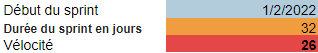 Début du sprint 1/2/2022
Durée du sprint en jours 32
Vélocité 26